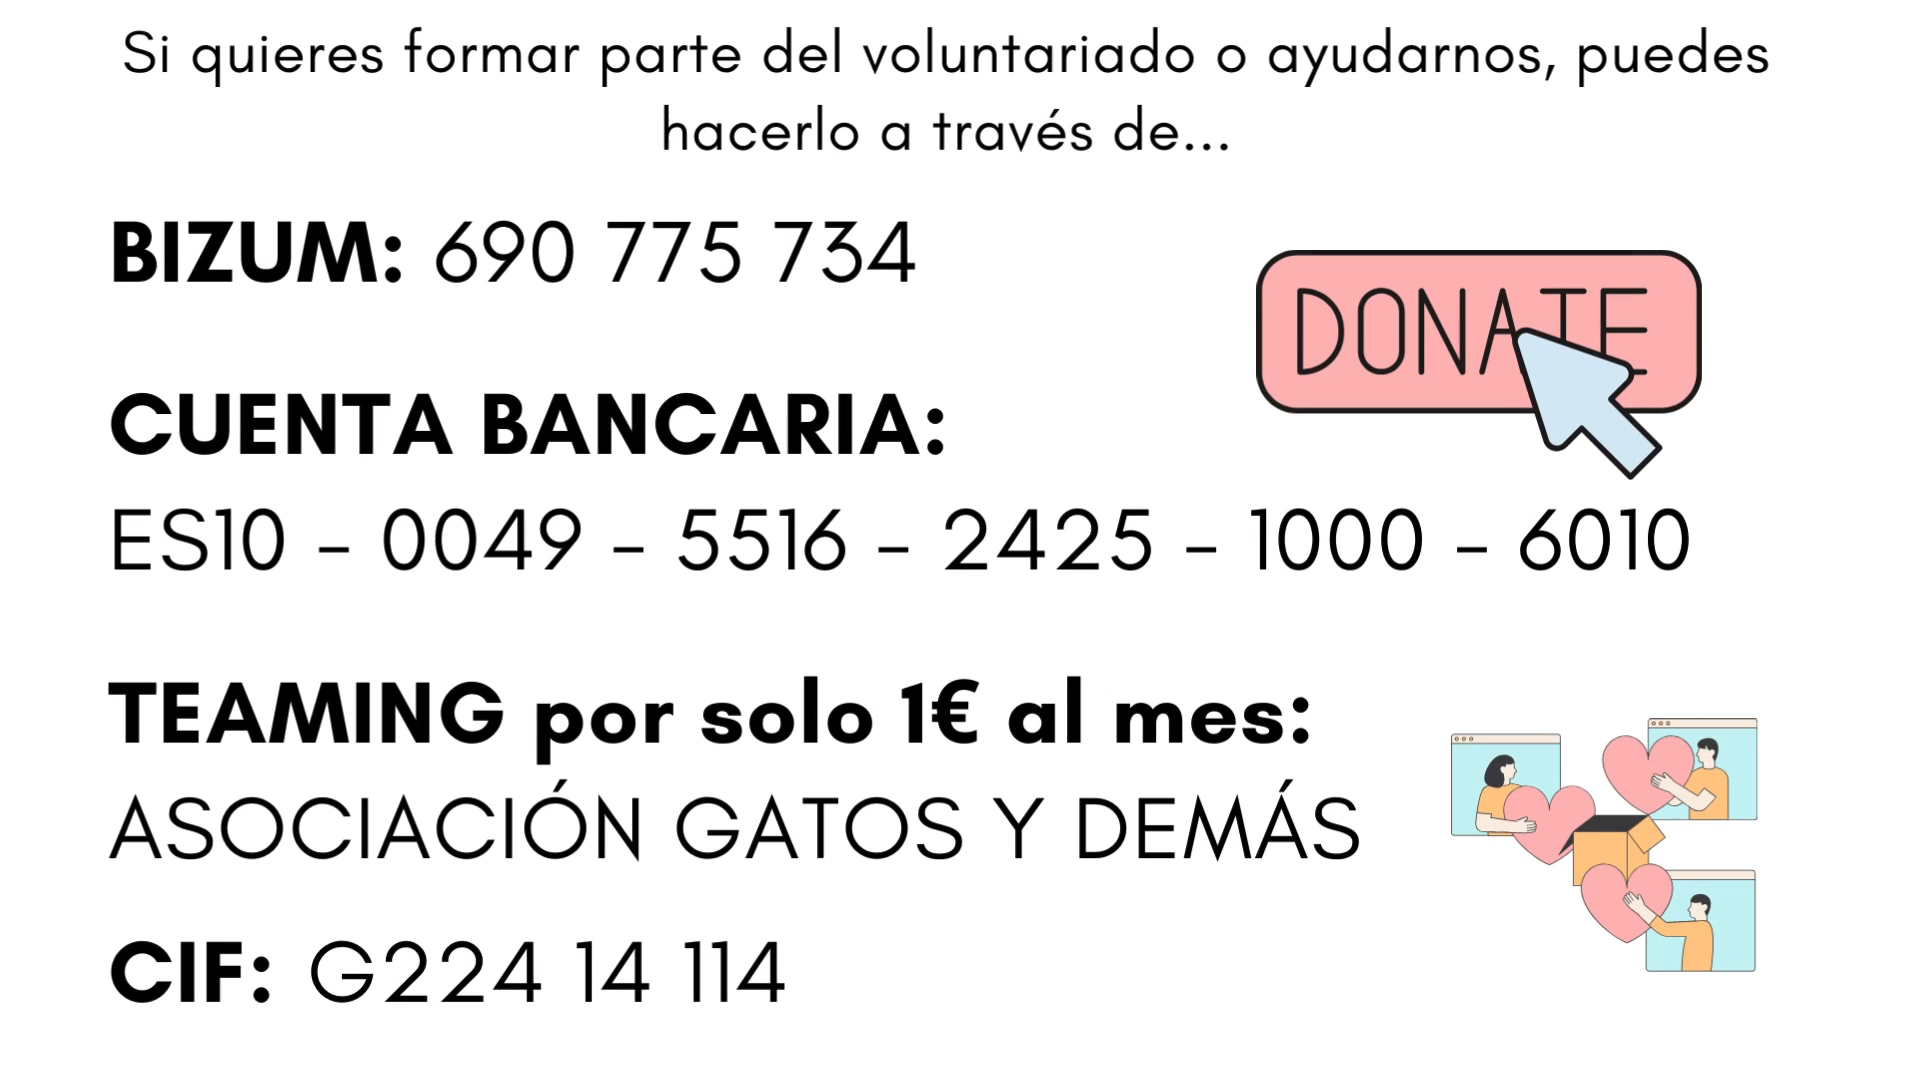 Si quieres formar parte del voluntariado o ayudarnos, puedes
hacerlo a través de...
BIZUM: 690 775 734
DONATE
CUENTA BANCARIA:
ES10 - 0049 - 5516 - 2425 - 1000 - 6010
TEAMING por solo 1€ al mes:
ASOCIACIÓN GATOS Y DEMÁS
CIF: G224 14 114